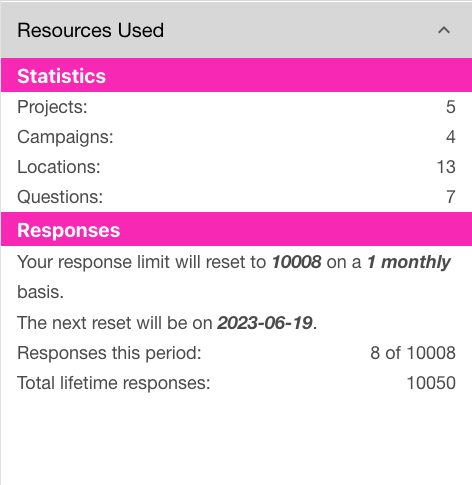 Resources Used
Statistics
Projects: 5
Campaigns: 4
Locations: 13
Questions: 7
Responses
Your response limit will reset to 10008 on a 1 monthly
basis.
The next reset will be on 2023-06-19.
Responses this period: 8 of 10008
Total lifetime responses: 10050